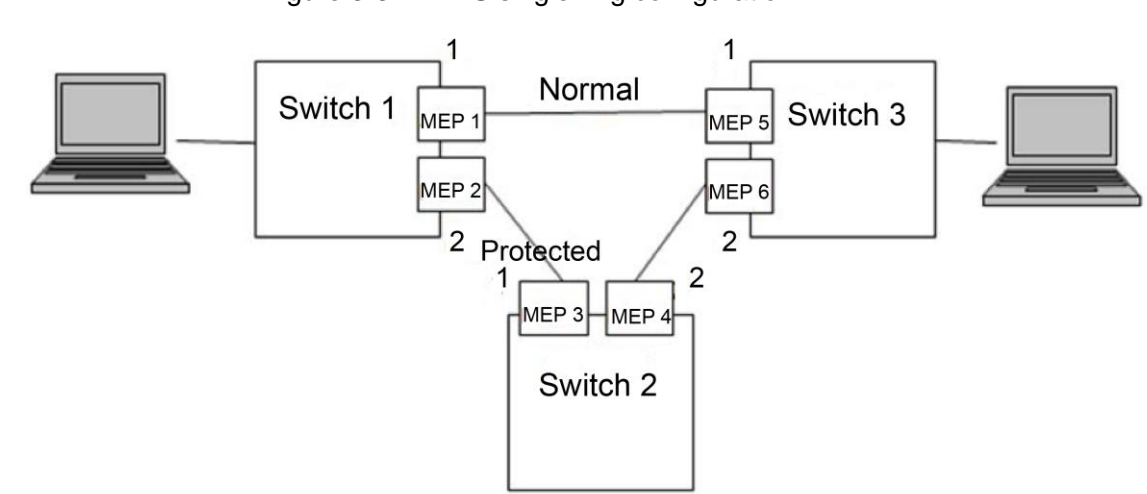 1 1
Normal
Switch 1 MEP 1 MEP 5 Switch 3
MEP 2 MEP 6
2 Protected 2
1 2
MEP 3 MEP 4
Switch 2